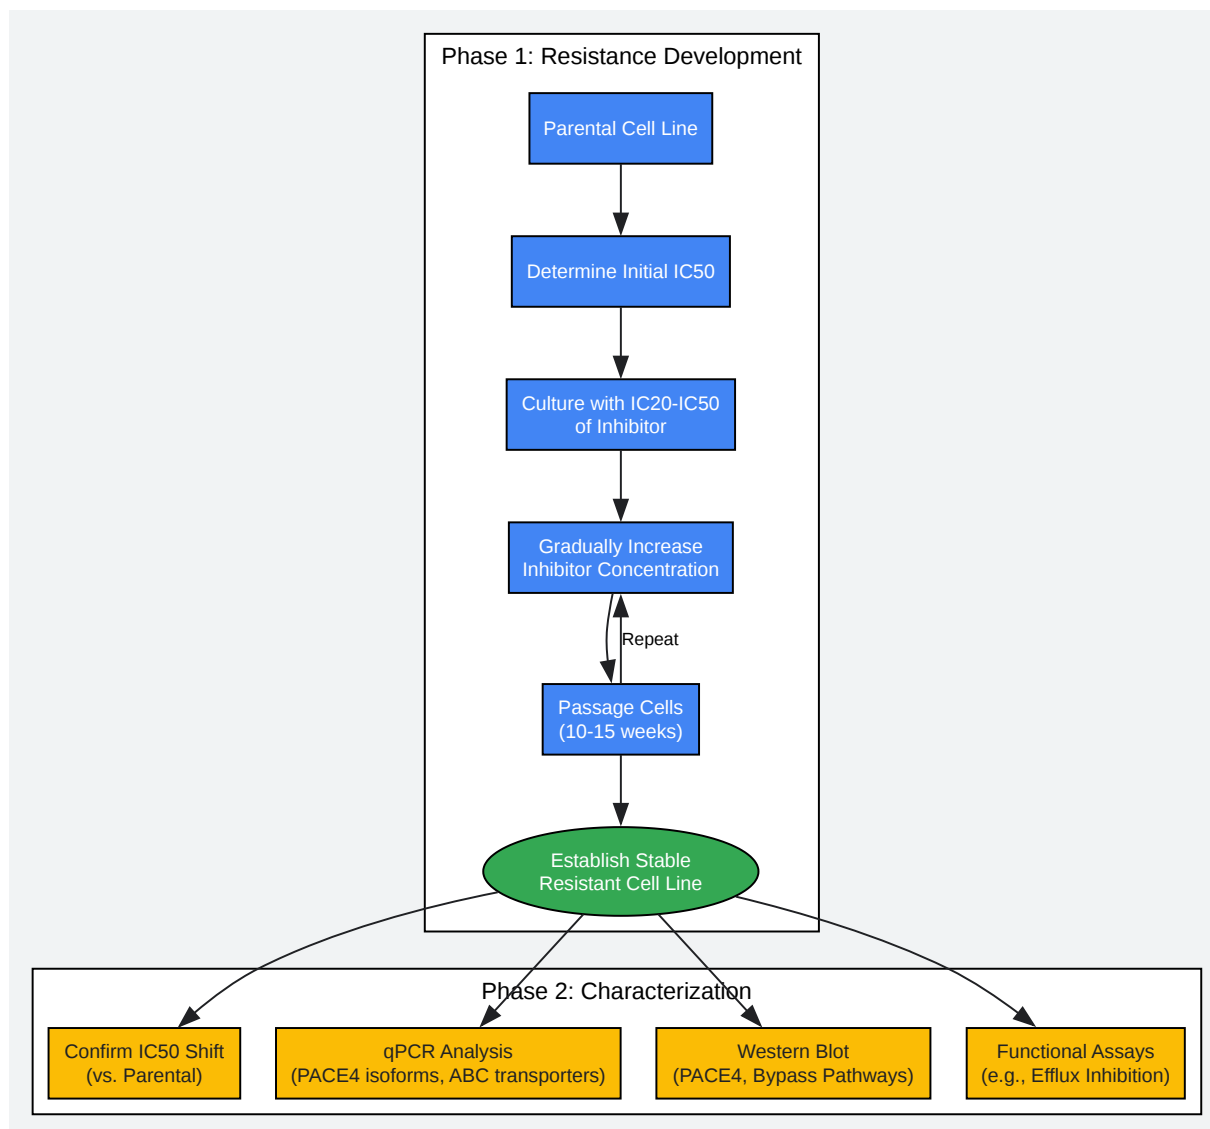 Phase 1: Resistance Development
Parental Cell Line
Determine Initial IC50
Culture with IC20-IC50
of Inhibitor
Gradually Increase
Inhibitor Concentration
Repeat
Passage Cells
(10-15 weeks)
Establish Stable
Resistant Cell Line
Phase 2: Characterization
Confirm IC50 Shift
(vs. Parental)
qPCR Analysis
(PACE4 isoforms, ABC transporters)
Western Blot
(PACE4, Bypass Pathways)
Functional Assays
(e.g., Efflux Inhibition)